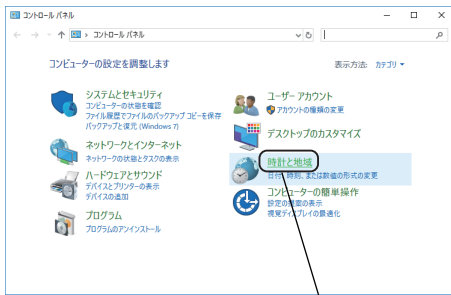 コントロール パネル
コントロール パネル
コンピューターの設定を調整します
表示方法: カテゴリ
システムとセキュリティ
コンピューターの状態を確認
ファイル履歴でファイルのバックアップ コピーを保存
バックアップと復元 (Windows 7)
ネットワークとインターネット
ネットワークの状態とタスクの表示
ハードウェアとサウンド
デバイスとプリンターの表示
デバイスの追加
プログラム
プログラムのアンインストール
ユーザー アカウント
アカウントの種類の変更
デスクトップのカスタマイズ
時計と地域
日付、時刻、または数値の形式の変更
コンピューターの簡単操作
設定の提案の表示
視覚ディスプレイの最適化